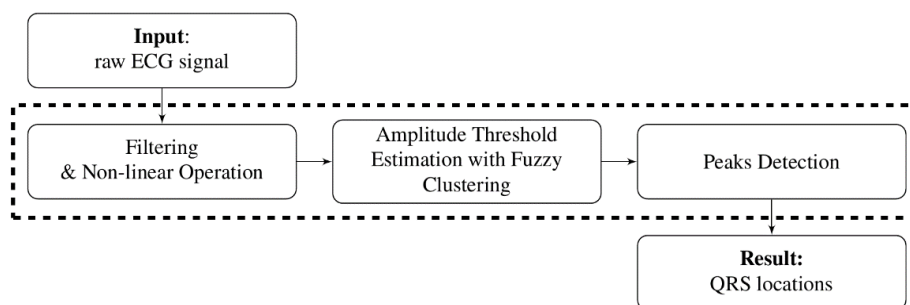 Input:
raw ECG signal
Filtering
& Non-linear Operation
Amplitude Threshold
Estimation with Fuzzy
Clustering
Peaks Detection
Result:
QRS locations